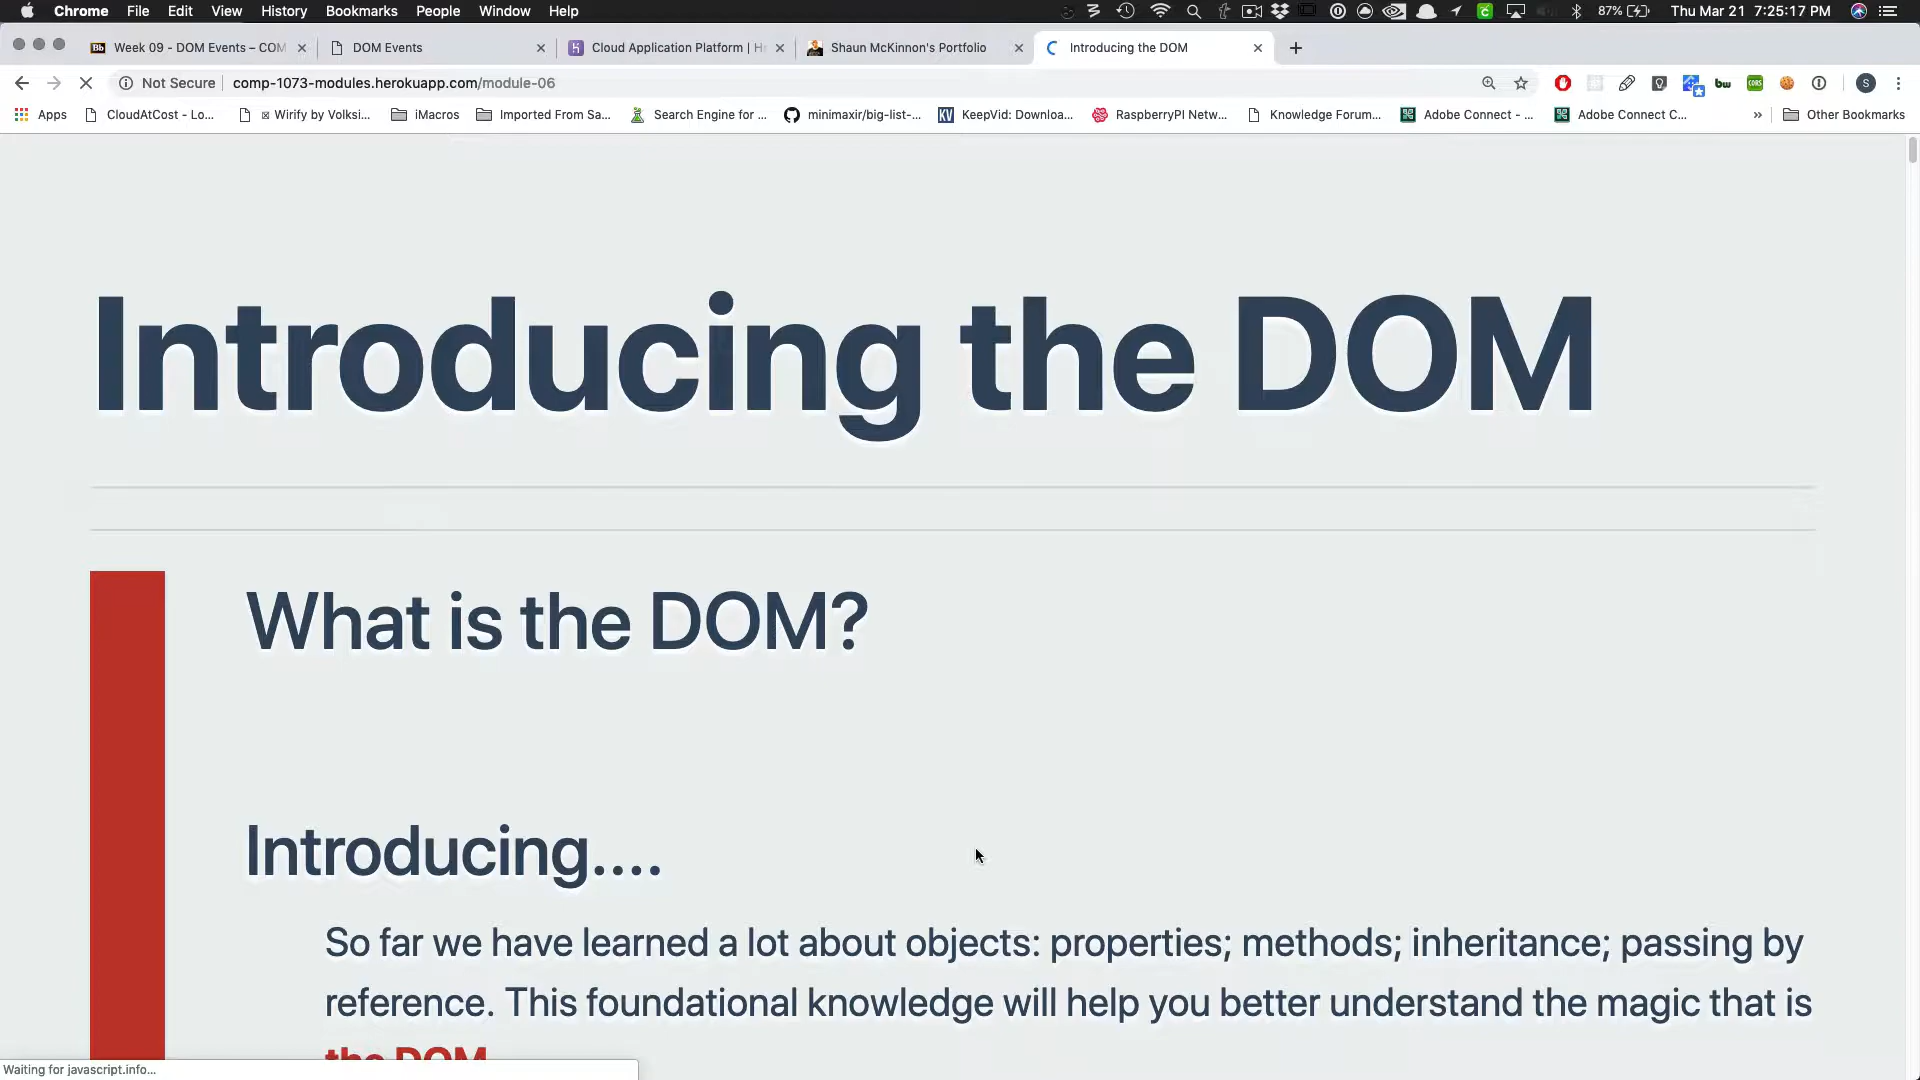 Chrome File Edit View History Bookmarks People Window Help 87% Thu Mar 21 7:25:17 PM
Week 09 - DOM Events – COM DOM Events Cloud Application Platform | H Shaun McKinnon's Portfolio Introducing the DOM
Not Secure comp-1073-modules.herokuapp.com/module-06
Apps CloudAtCost - Lo... Wirify by Volksi... iMacros Imported From Sa... Search Engine for ... minimaxir/big-list-... KeepVid: Downloa... RaspberryPI Netw... Knowledge Forum... Adobe Connect - ... Adobe Connect C... » Other Bookmarks
Introducing the DOM
What is the DOM?
Introducing....
So far we have learned a lot about objects: properties; methods; inheritance; passing by
reference. This foundational knowledge will help you better understand the magic that is
the DOM
Waiting for javascript.info...